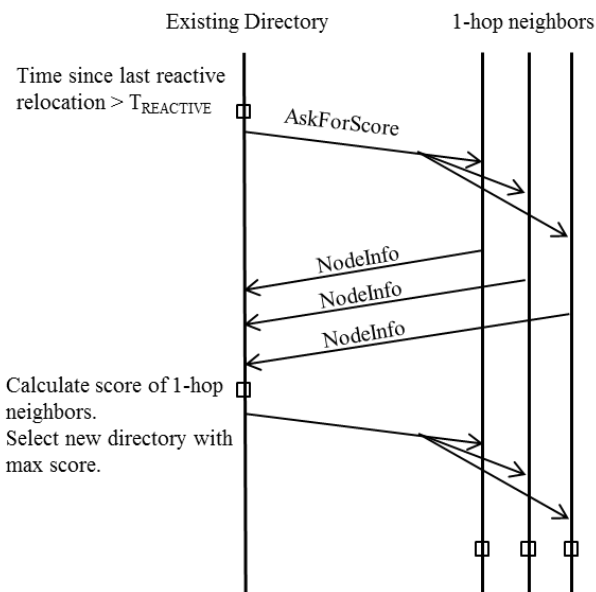 Existing Directory
1-hop neighbors
Time since last reactive
relocation > TREACTIVE
AskForScore
NodeInfo
NodeInfo
NodeInfo
Calculate score of 1-hop
neighbors.
Select new directory with
max score.